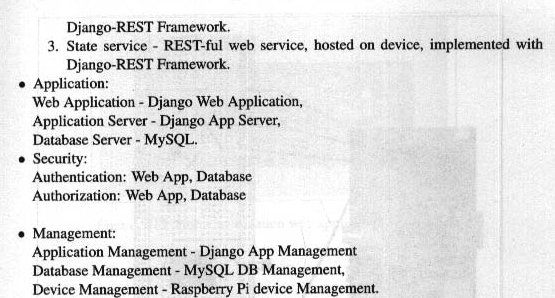 Django-REST Framework.
3. State service - REST-ful web service, hosted on device, implemented with
Django-REST Framework.
• Application:
Web Application - Django Web Application,
Application Server - Django App Server,
Database Server - MySQL.
• Security:
Authentication: Web App, Database
Authorization: Web App, Database
• Management:
Application Management - Django App Management
Database Management - MySQL DB Management,
Device Management - Raspberry Pi device Management.